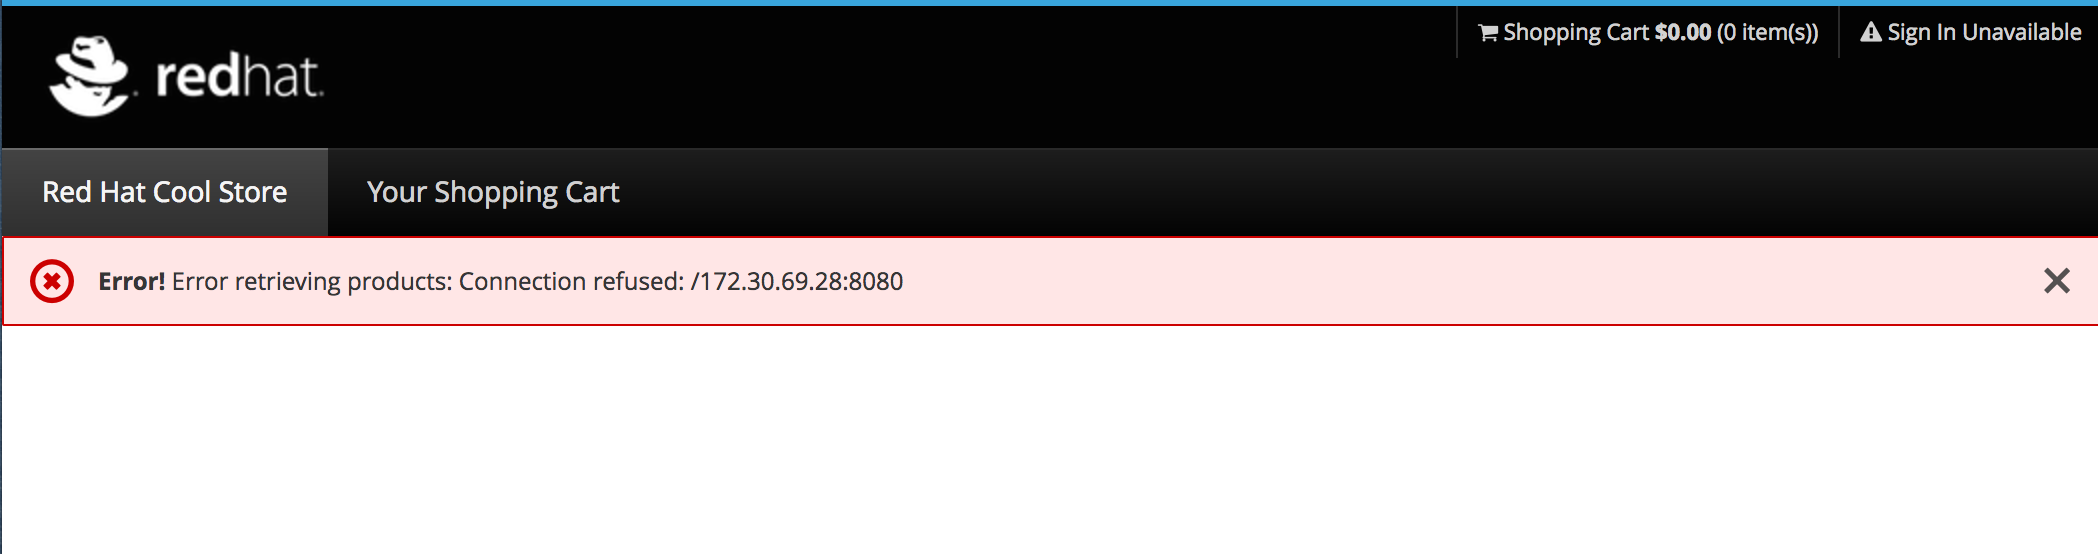 Shopping Cart $0.00 (0 item(s))
Sign In Unavailable
redhat.
Red Hat Cool Store
Your Shopping Cart
Error! Error retrieving products: Connection refused: /172.30.69.28:8080